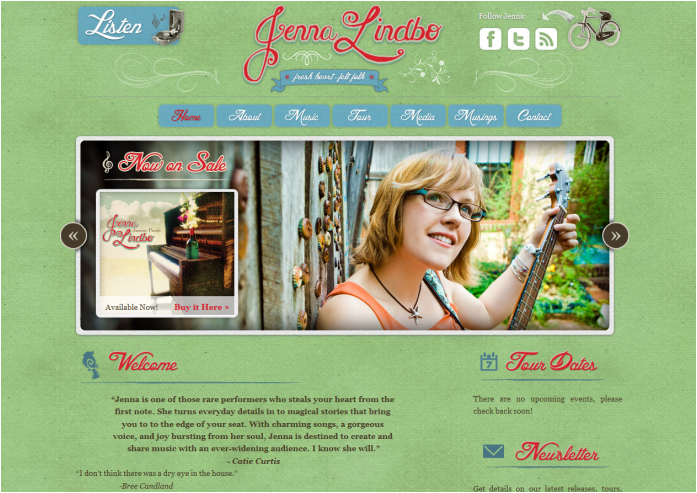 Listen
Jenna Lindbo
fresh heart-felt folk
Follow Jenna:
Home About Music Tour Media Musings Contact
Now on Sale
Jenna
Lindbo
Available Now! Buy it Here »
Welcome
"Jenna is one of those rare performers who steals your heart from the
first note. She turns everyday details in to magical stories that bring
you to to the edge of your seat. With charming songs, a gorgeous
voice, and joy bursting from her soul, Jenna is destined to create and
share music with an ever-widening audience. I know she will."
- Catie Curtis
"I don't think there was a dry eye in the house."
-Bree Candland
7 Tour Dates
There are no upcoming events, please
check back soon!
Newsletter
Get details on our latest releases, tours,